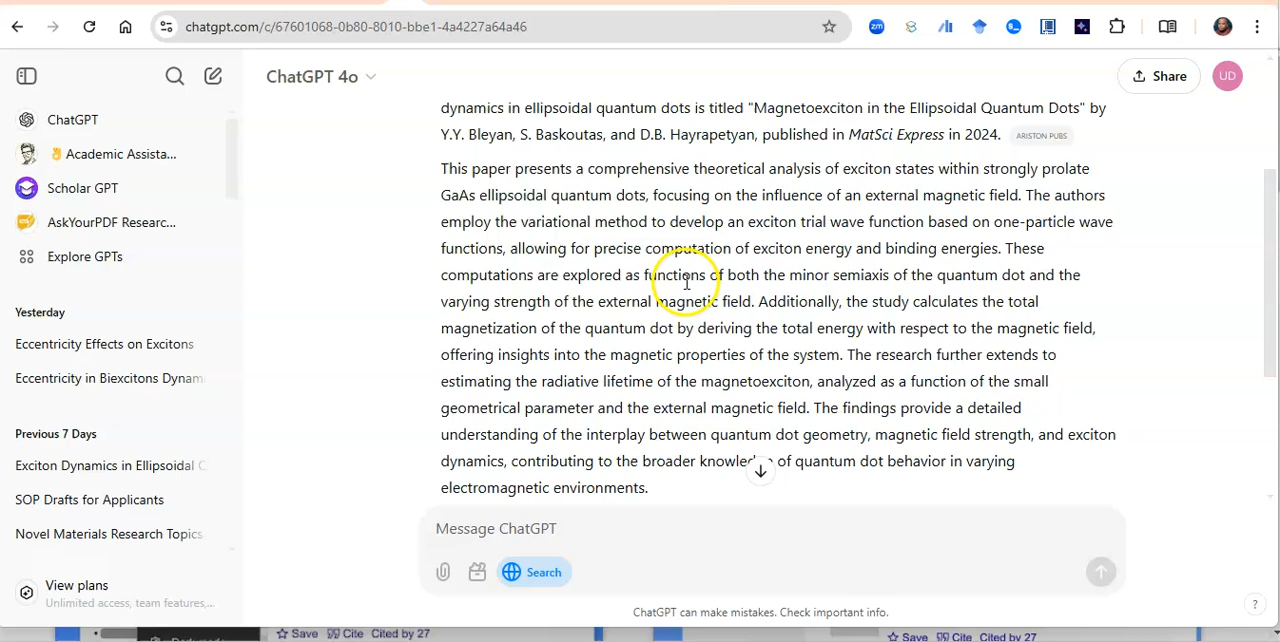 chatgpt.com/c/67601068-0b80-8010-bbe1-4a4227a64a46
zm
ChatGPT 4o
Share
UD
ChatGPT
Academic Assista...
Scholar GPT
AskYourPDF Researc...
Explore GPTs
Yesterday
Eccentricity Effects on Excitons
Eccentricity in Biexcitons Dynam
Previous 7 Days
Exciton Dynamics in Ellipsoidal
SOP Drafts for Applicants
Novel Materials Research Topics
View plans
Unlimited access, team features,...
dynamics in ellipsoidal quantum dots is titled "Magnetoexciton in the Ellipsoidal Quantum Dots" by
Y.Y. Bleyan, S. Baskoutas, and D.B. Hayrapetyan, published in MatSci Express in 2024. ARISTON PUBS
This paper presents a comprehensive theoretical analysis of exciton states within strongly prolate
GaAs ellipsoidal quantum dots, focusing on the influence of an external magnetic field. The authors
employ the variational method to develop an exciton trial wave function based on one-particle wave
functions, allowing for precise computation of exciton energy and binding energies. These
computations are explored as functions of both the minor semiaxis of the quantum dot and the
varying strength of the external magnetic field. Additionally, the study calculates the total
magnetization of the quantum dot by deriving the total energy with respect to the magnetic field,
offering insights into the magnetic properties of the system. The research further extends to
estimating the radiative lifetime of the magnetoexciton, analyzed as a function of the small
geometrical parameter and the external magnetic field. The findings provide a detailed
understanding of the interplay between quantum dot geometry, magnetic field strength, and exciton
dynamics, contributing to the broader knowledge of quantum dot behavior in varying
electromagnetic environments.
Message ChatGPT
Search
ChatGPT can make mistakes. Check important info.
?
Save Cite Cited by 27
Save Cite Cited by 27